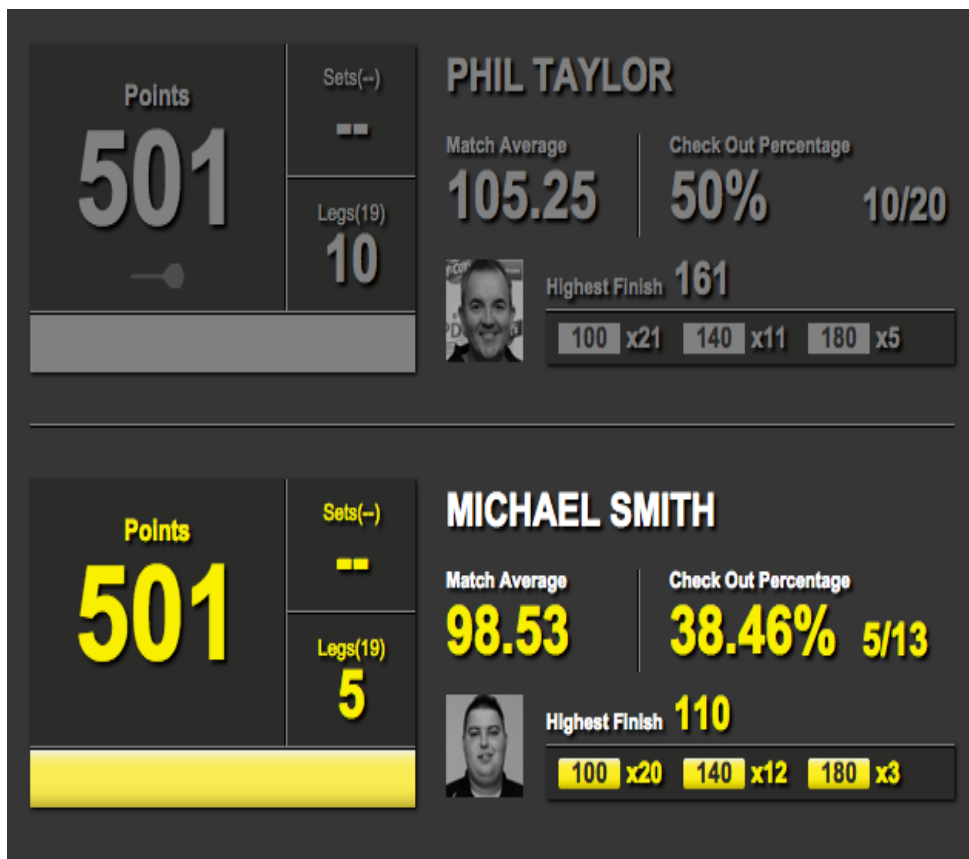 PHIL TAYLOR
Points
501
Sets(--)
--
Legs(19)
10
Match Average
105.25
Check Out Percentage
50% 10/20
Highest Finish 161
100 x21 140 x11 180 x5
MICHAEL SMITH
Points
501
Sets(--)
--
Legs(19)
5
Match Average
98.53
Check Out Percentage
38.46% 5/13
Highest Finish 110
100 x20 140 x12 180 x3